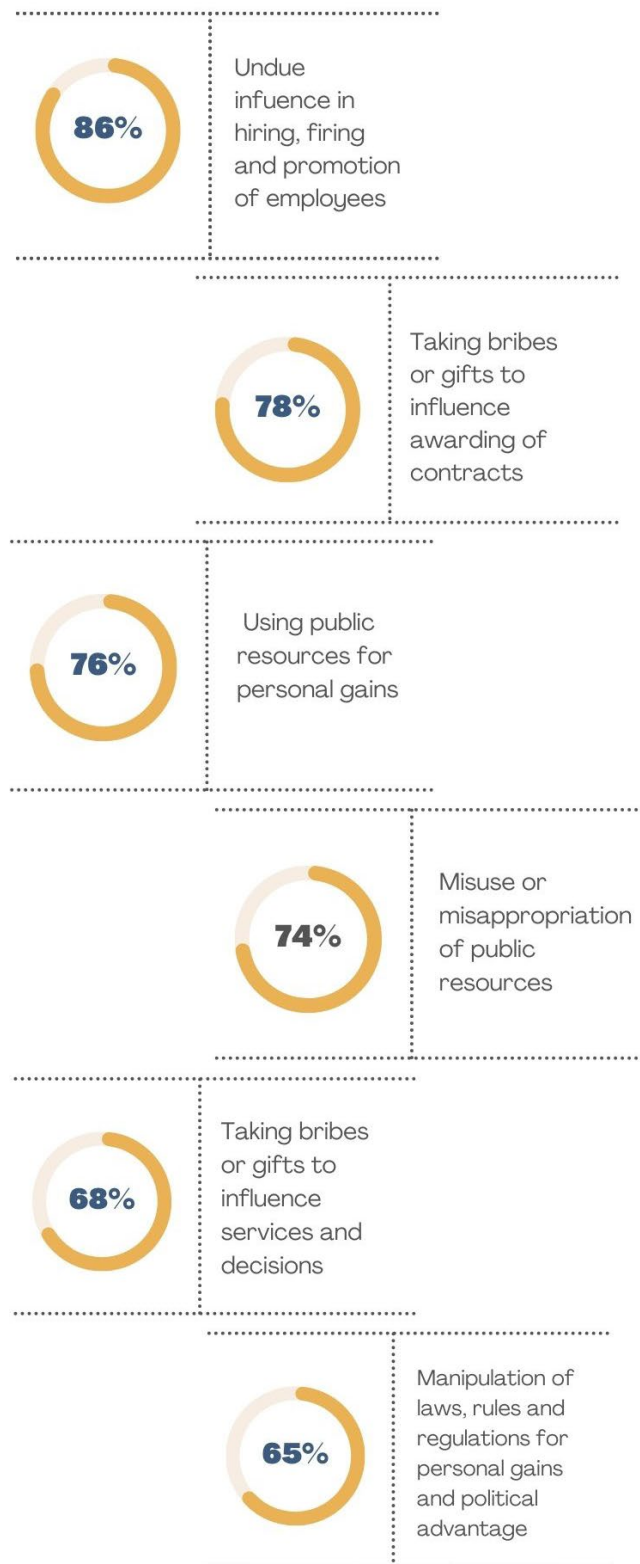 86%
Undue
infuence in
hiring, firing
and promotion
of employees
78%
Taking bribes
or gifts to
influence
awarding of
contracts
76%
Using public
resources for
personal gains
74%
Misuse or
misappropriation
of public
resources
68%
Taking bribes
or gifts to
influence
services and
decisions
65%
Manipulation of
laws, rules and
regulations for
personal gains
and political
advantage